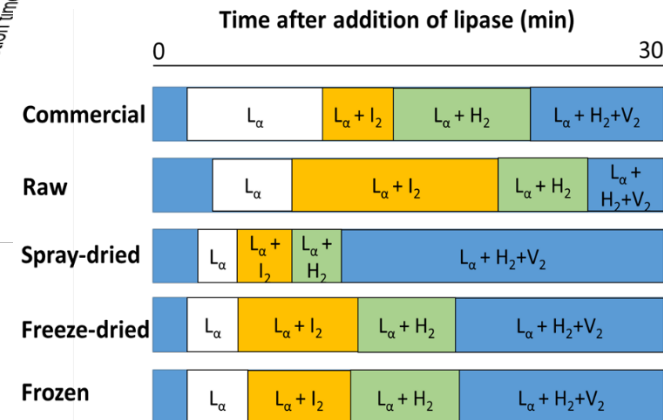 Time after addition of lipase (min)
0 30
Commercial Lα Lα + I2 Lα + H2 Lα + H2+V2
Raw Lα Lα + I2 Lα + H2 Lα +
H2+V2
Spray-dried Lα Lα + Lα + Lα + H2+V2
I2 H2
Freeze-dried Lα Lα + I2 Lα + H2 Lα + H2+V2
Frozen Lα Lα + I2 Lα + H2 Lα + H2+V2